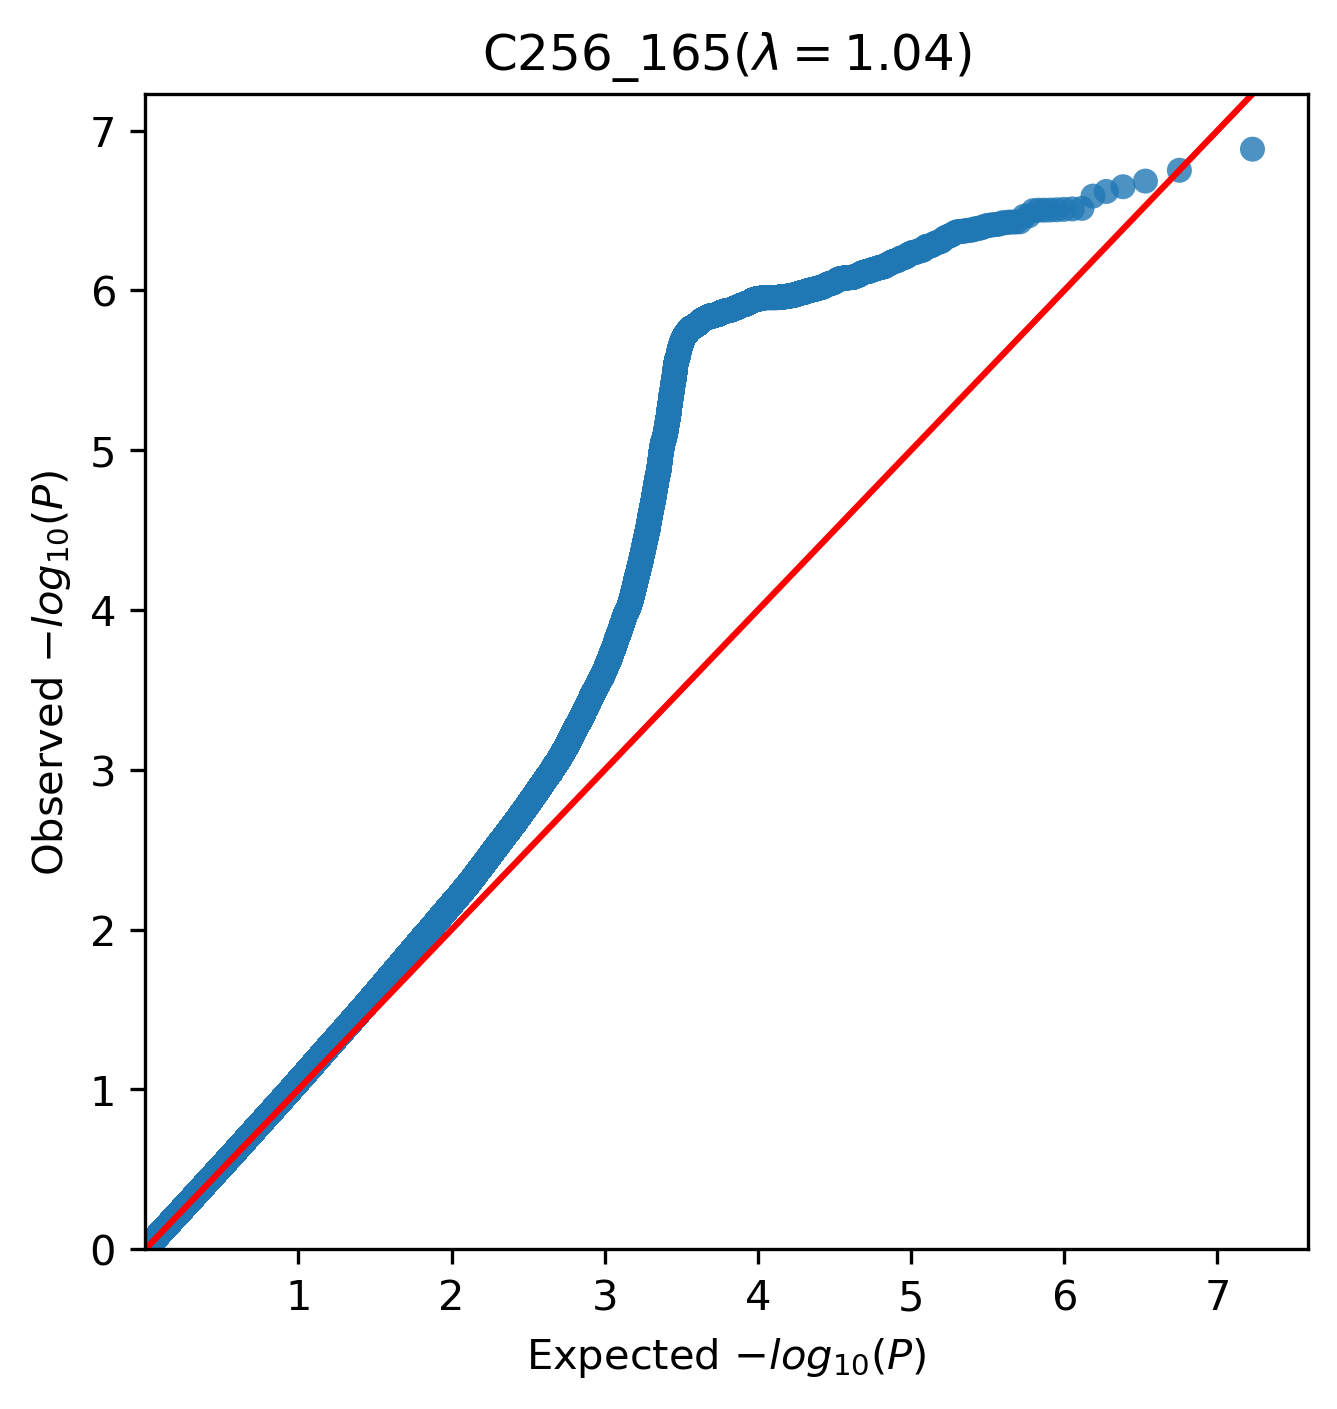 C256_165(λ = 1.04)
7
6
5
4
3
2
1
0
Observed −log₁₀(P)
1 2 3 4 5 6 7
Expected −log₁₀(P)